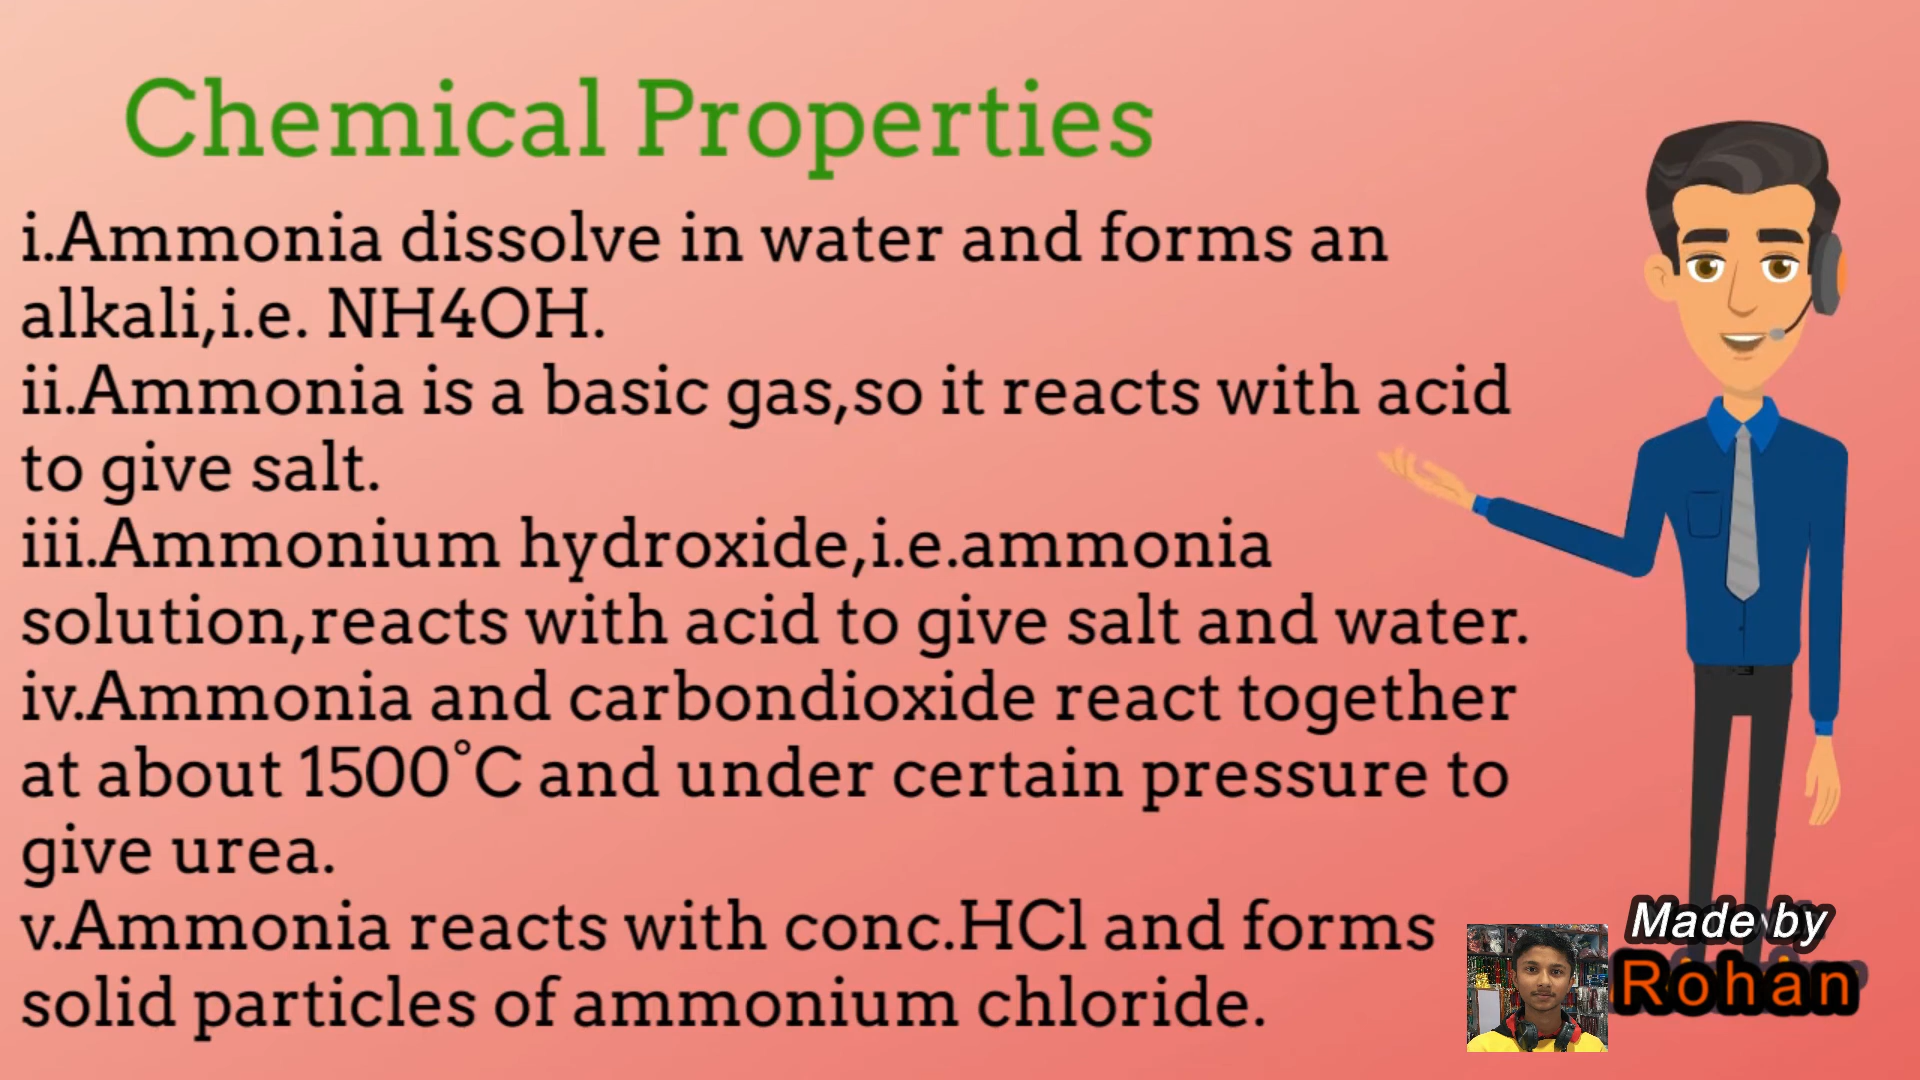 Chemical Properties
i.Ammonia dissolve in water and forms an
alkali,i.e. NH4OH.
ii.Ammonia is a basic gas,so it reacts with acid
to give salt.
iii.Ammonium hydroxide,i.e.ammonia
solution,reacts with acid to give salt and water.
iv.Ammonia and carbondioxide react together
at about 1500°C and under certain pressure to
give urea.
v.Ammonia reacts with conc.HCl and forms
solid particles of ammonium chloride.
Made by
Rohan